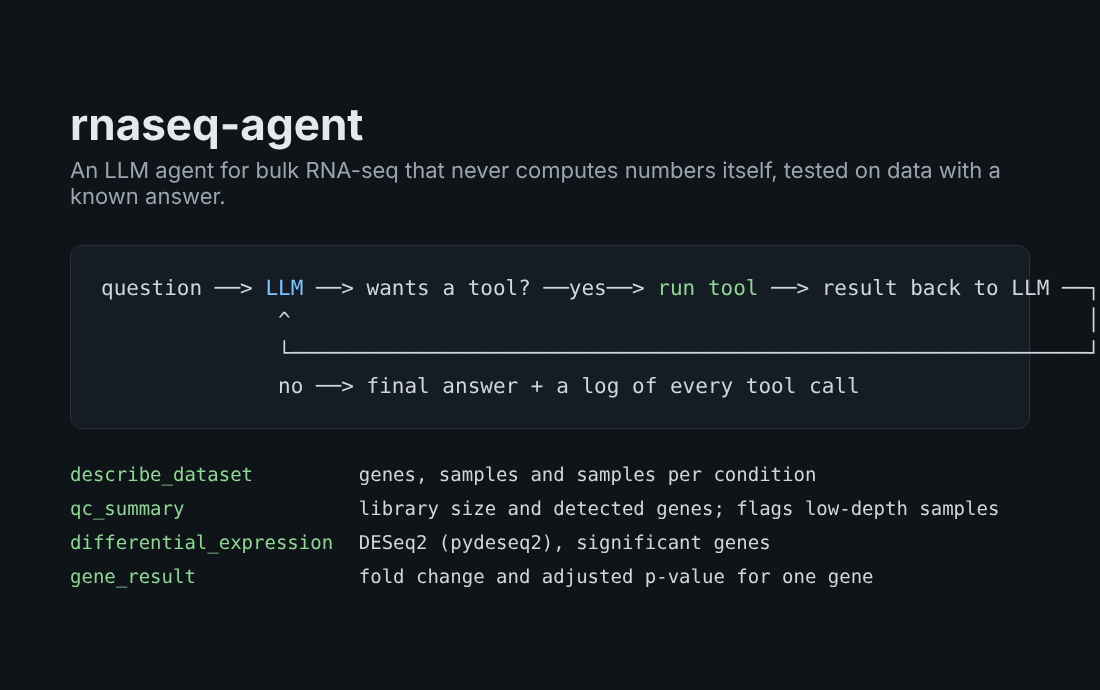 rnaseq-agent
An LLM agent for bulk RNA-seq that never computes numbers itself, tested on data with a
known answer.
question ──> LLM ──> wants a tool? ──yes──> run tool ──> result back to LLM ──┐
^ │
└────────────────────────────────────────────────────────────────┘
no ──> final answer + a log of every tool call
describe_dataset genes, samples and samples per condition
qc_summary library size and detected genes; flags low-depth samples
differential_expression DESeq2 (pydeseq2), significant genes
gene_result fold change and adjusted p-value for one gene